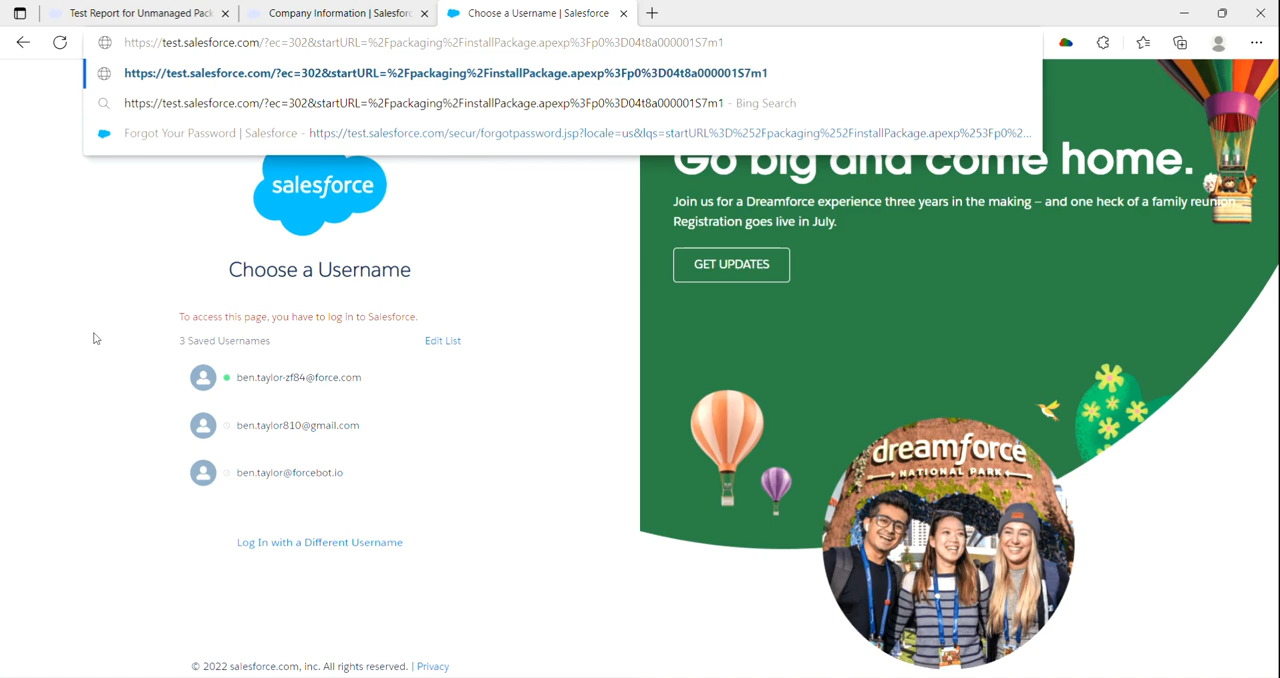 Test Report for Unmanaged Pack
Company Information | Salesforc
Choose a Username | Salesforce
https://test.salesforce.com/?ec=302&startURL=%2Fpackaging%2FinstallPackage.apexp%3Fp0%3D04t8a000001S7m1
https://test.salesforce.com/?ec=302&startURL=%2Fpackaging%2FinstallPackage.apexp%3Fp0%3D04t8a000001S7m1
https://test.salesforce.com/?ec=302&startURL=%2Fpackaging%2FinstallPackage.apexp%3Fp0%3D04t8a000001S7m1 - Bing Search
Forgot Your Password | Salesforce - https://test.salesforce.com/secur/forgotpassword.jsp?locale=us&lqs=startURL%3D%252Fpackaging%252FinstallPackage.apexp%253Fp0%2...
salesforce
Choose a Username
To access this page, you have to log in to Salesforce.
3 Saved Usernames
Edit List
ben.taylor-zf84@force.com
ben.taylor810@gmail.com
ben.taylor@forcebot.io
Log In with a Different Username
© 2022 salesforce.com, inc. All rights reserved. | Privacy
Go big and come home.
Join us for a Dreamforce experience three years in the making – and one heck of a family reunion.
Registration goes live in July.
GET UPDATES
dreamforce
NATIONAL PARK